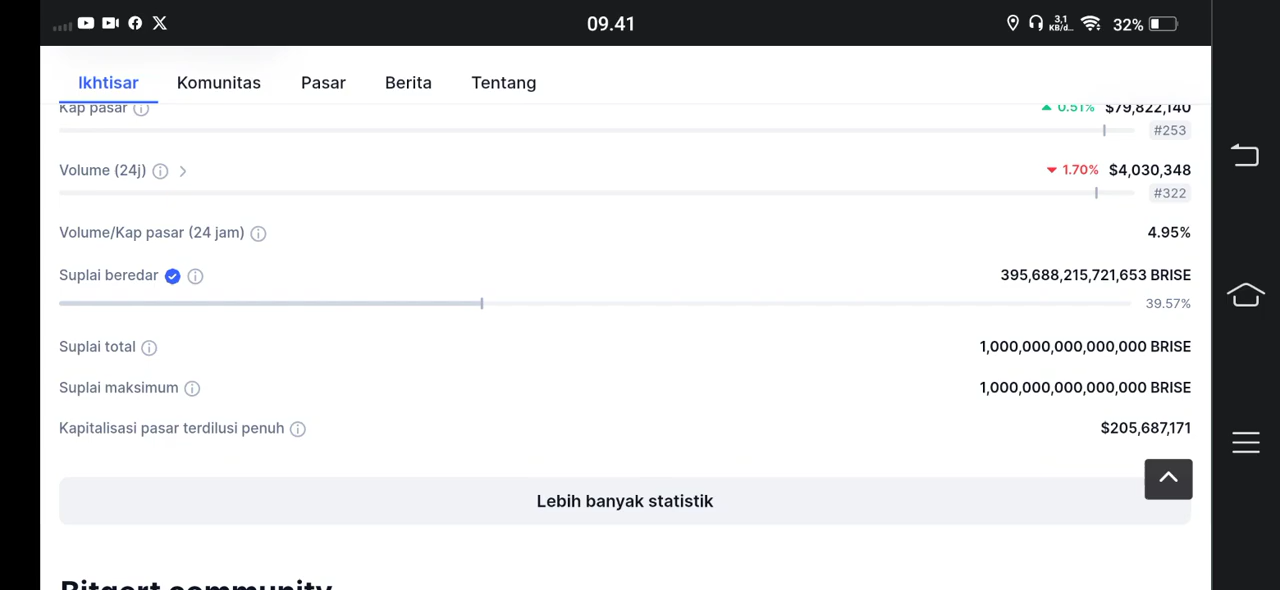 09.41
3,1
KB/d...
32%
Ikhtisar Komunitas Pasar Berita Tentang
Kap pasar 0.51% $79,822,140
#253
Volume (24j) 1.70% $4,030,348
#322
Volume/Kap pasar (24 jam) 4.95%
Suplai beredar 395,688,215,721,653 BRISE
39.57%
Suplai total 1,000,000,000,000,000 BRISE
Suplai maksimum 1,000,000,000,000,000 BRISE
Kapitalisasi pasar terdilusi penuh $205,687,171
Lebih banyak statistik
Bitgert community